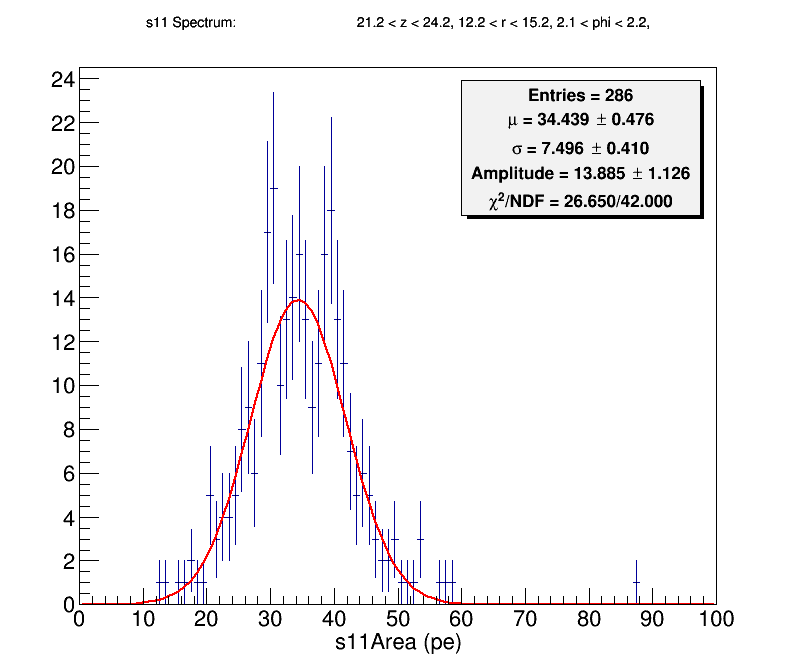 s11 Spectrum: 21.2 < z < 24.2, 12.2 < r < 15.2, 2.1 < phi < 2.2,
Entries = 286
μ = 34.439 ± 0.476
σ = 7.496 ± 0.410
Amplitude = 13.885 ± 1.126
χ²/NDF = 26.650/42.000
24
22
20
18
16
14
12
10
8
6
4
2
0
0 10 20 30 40 50 60 70 80 90 100
s11Area (pe)